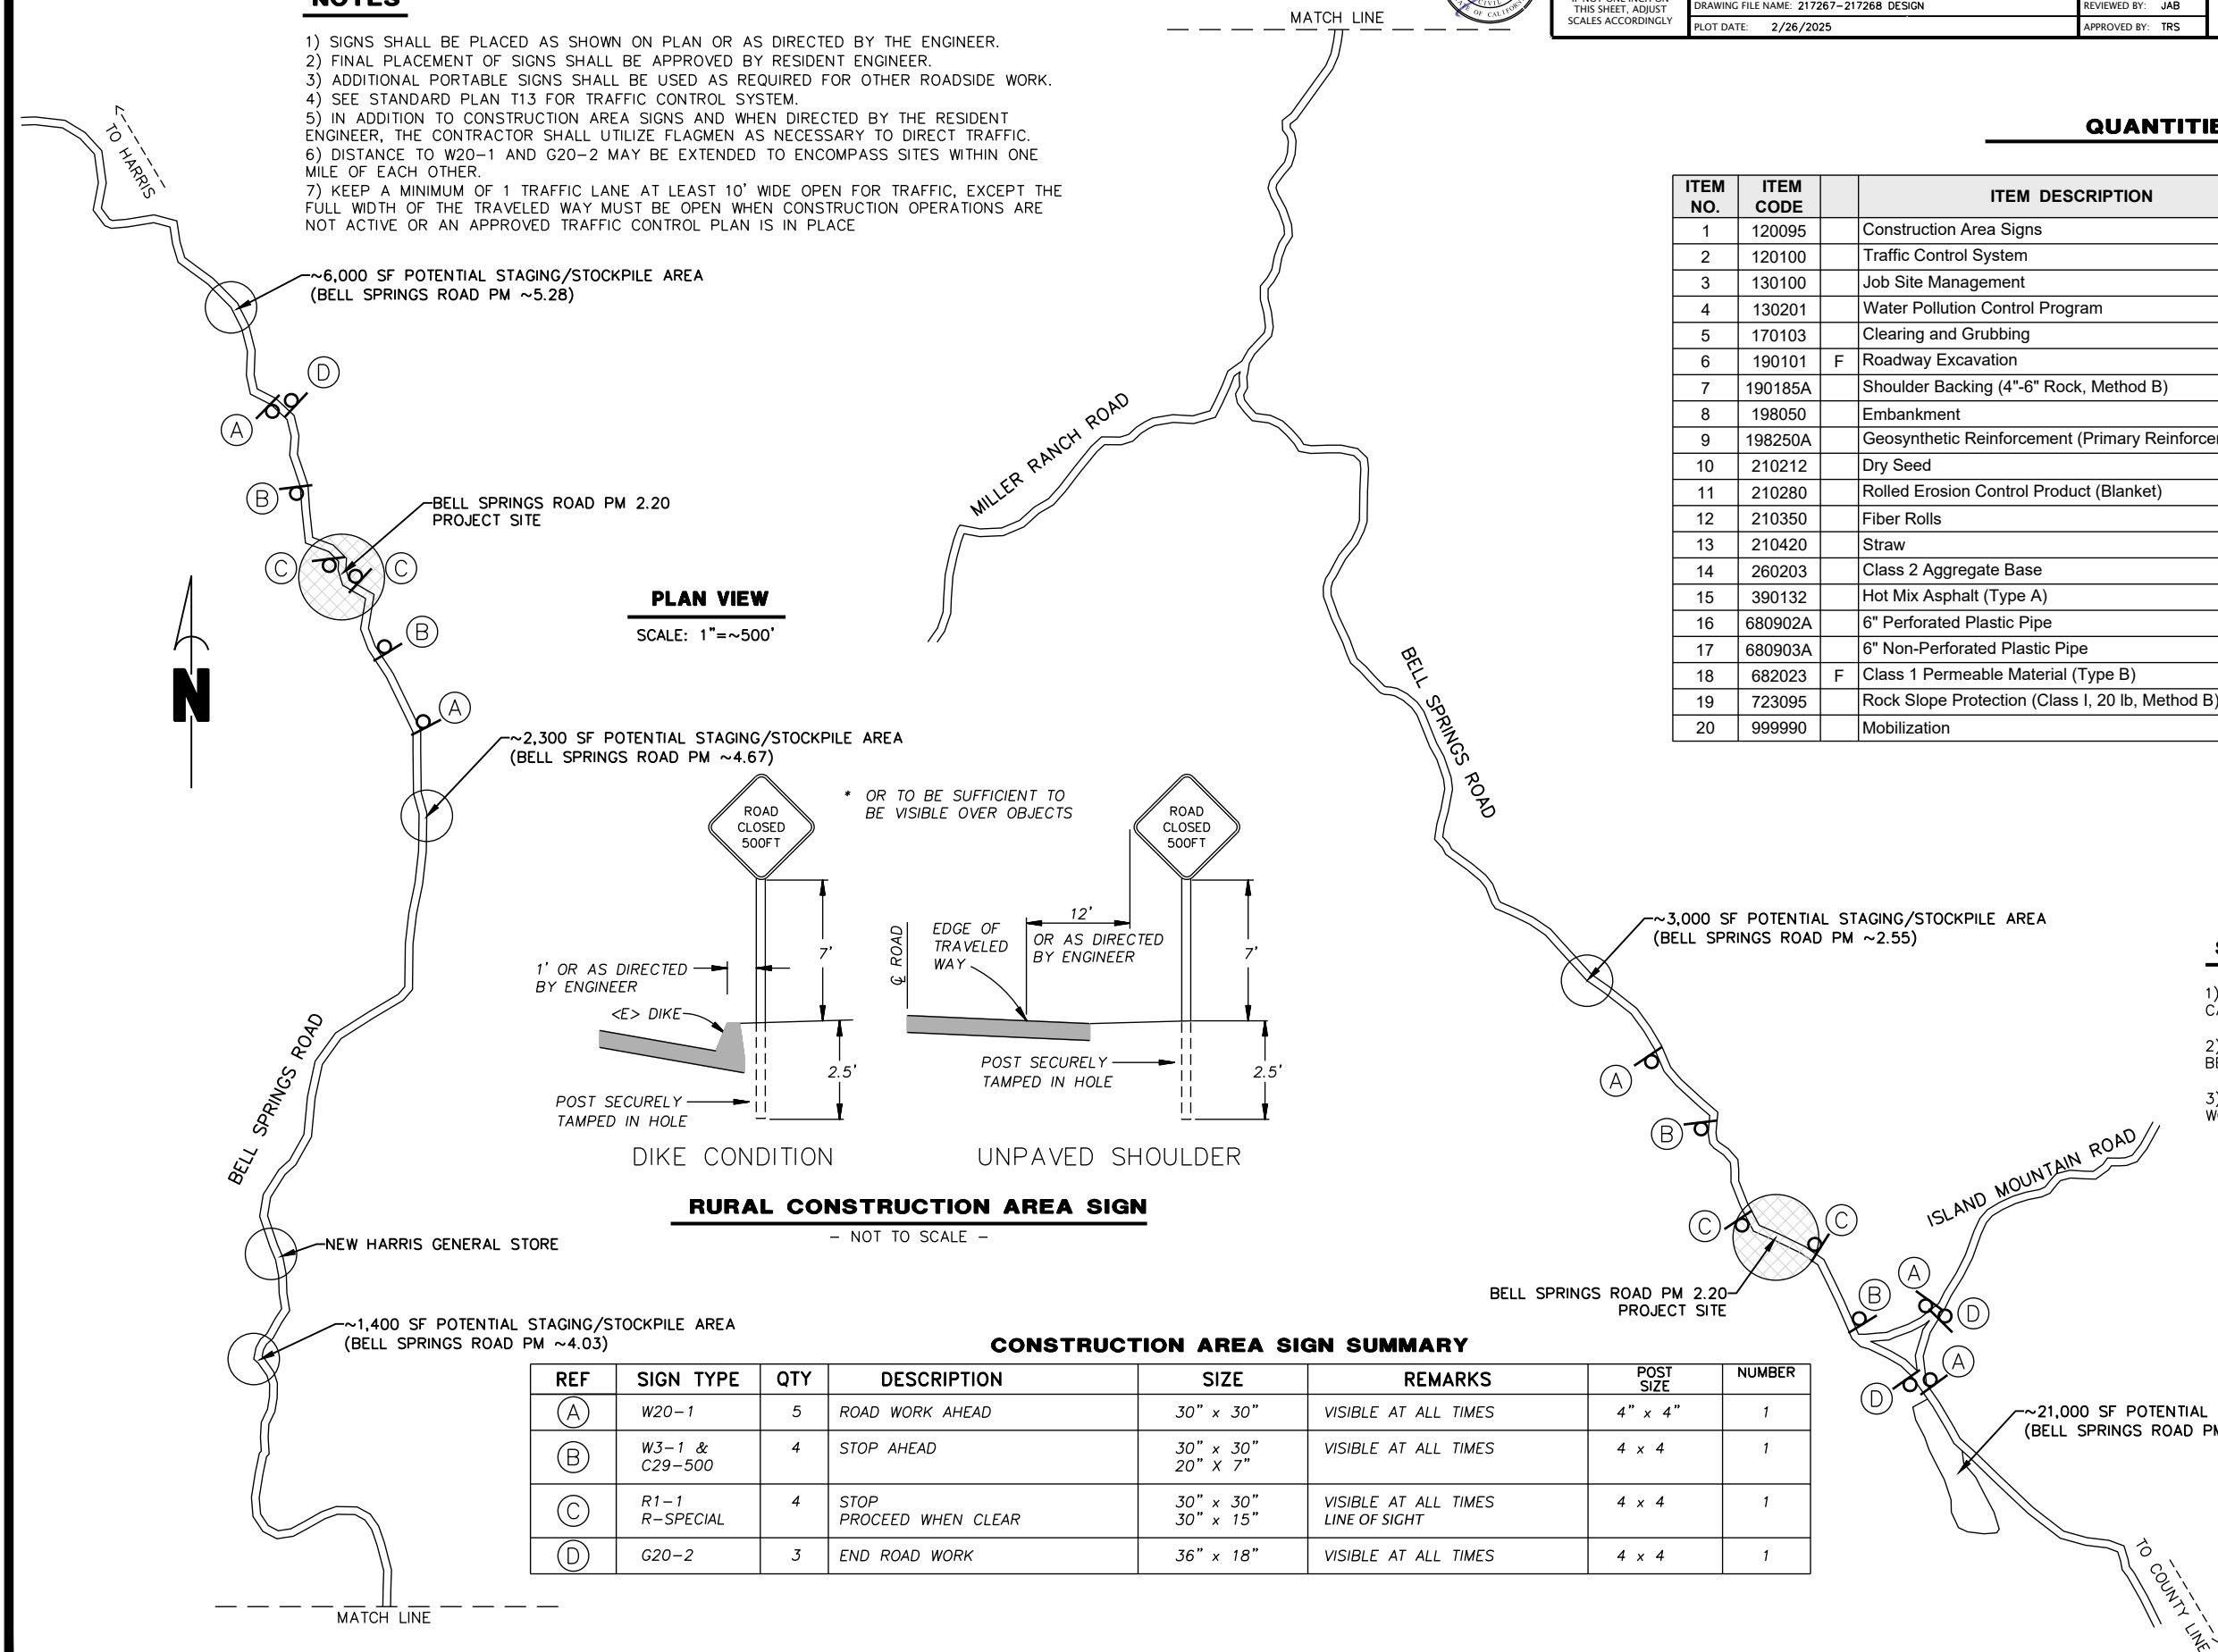 NOTES
1) SIGNS SHALL BE PLACED AS SHOWN ON PLAN OR AS DIRECTED BY THE ENGINEER.
2) FINAL PLACEMENT OF SIGNS SHALL BE APPROVED BY RESIDENT ENGINEER.
3) ADDITIONAL PORTABLE SIGNS SHALL BE USED AS REQUIRED FOR OTHER ROADSIDE WORK.
4) SEE STANDARD PLAN T13 FOR TRAFFIC CONTROL SYSTEM.
5) IN ADDITION TO CONSTRUCTION AREA SIGNS AND WHEN DIRECTED BY THE RESIDENT
ENGINEER, THE CONTRACTOR SHALL UTILIZE FLAGMEN AS NECESSARY TO DIRECT TRAFFIC.
6) DISTANCE TO W20-1 AND G20-2 MAY BE EXTENDED TO ENCOMPASS SITES WITHIN ONE
MILE OF EACH OTHER.
7) KEEP A MINIMUM OF 1 TRAFFIC LANE AT LEAST 10' WIDE OPEN FOR TRAFFIC, EXCEPT THE
FULL WIDTH OF THE TRAVELED WAY MUST BE OPEN WHEN CONSTRUCTION OPERATIONS ARE
NOT ACTIVE OR AN APPROVED TRAFFIC CONTROL PLAN IS IN PLACE
MATCH LINE
CIVIL
OF CALIFORN
IF NOT ONE INCH ON
THIS SHEET, ADJUST
SCALES ACCORDINGLY
DRAWING FILE NAME: 217267-217268 DESIGN
REVIEWED BY: JAB
PLOT DATE: 2/26/2025
APPROVED BY: TRS
TO HARRIS
~6,000 SF POTENTIAL STAGING/STOCKPILE AREA
(BELL SPRINGS ROAD PM ~5.28)
D
A
B
BELL SPRINGS ROAD PM 2.20
PROJECT SITE
C
C
B
A
N
PLAN VIEW
SCALE: 1"=~500'
~2,300 SF POTENTIAL STAGING/STOCKPILE AREA
(BELL SPRINGS ROAD PM ~4.67)
MILLER RANCH ROAD
BELL SPRINGS ROAD
QUANTITIE
ITEM NO. ITEM CODE ITEM DESCRIPTION
1 120095 Construction Area Signs
2 120100 Traffic Control System
3 130100 Job Site Management
4 130201 Water Pollution Control Program
5 170103 Clearing and Grubbing
6 190101 F Roadway Excavation
7 190185A Shoulder Backing (4"-6" Rock, Method B)
8 198050 Embankment
9 198250A Geosynthetic Reinforcement (Primary Reinforce
10 210212 Dry Seed
11 210280 Rolled Erosion Control Product (Blanket)
12 210350 Fiber Rolls
13 210420 Straw
14 260203 Class 2 Aggregate Base
15 390132 Hot Mix Asphalt (Type A)
16 680902A 6" Perforated Plastic Pipe
17 680903A 6" Non-Perforated Plastic Pipe
18 682023 F Class 1 Permeable Material (Type B)
19 723095 Rock Slope Protection (Class I, 20 lb, Method B)
20 999990 Mobilization
ROAD
CLOSED
500FT
* OR TO BE SUFFICIENT TO
BE VISIBLE OVER OBJECTS
ROAD
CLOSED
500FT
7'
1' OR AS DIRECTED
BY ENGINEER
<E> DIKE
2.5'
POST SECURELY
TAMPED IN HOLE
DIKE CONDITION
℄ ROAD
EDGE OF
TRAVELED
WAY
12'
OR AS DIRECTED
BY ENGINEER
7'
2.5'
POST SECURELY
TAMPED IN HOLE
UNPAVED SHOULDER
RURAL CONSTRUCTION AREA SIGN
- NOT TO SCALE -
BELL SPRINGS ROAD
NEW HARRIS GENERAL STORE
~1,400 SF POTENTIAL STAGING/STOCKPILE AREA
(BELL SPRINGS ROAD PM ~4.03)
MATCH LINE
~3,000 SF POTENTIAL STAGING/STOCKPILE AREA
(BELL SPRINGS ROAD PM ~2.55)
1)
2)
3)
A
B
C
C
ISLAND MOUNTAIN ROAD
BELL SPRINGS ROAD PM 2.20
PROJECT SITE
B
A
D
A
D
~21,000 SF POTENTIAL
(BELL SPRINGS ROAD PM
TO COUNTY LINE
CONSTRUCTION AREA SIGN SUMMARY
REF SIGN TYPE QTY DESCRIPTION SIZE REMARKS POST SIZE NUMBER
A W20-1 5 ROAD WORK AHEAD 30" x 30" VISIBLE AT ALL TIMES 4" x 4" 1
B W3-1 & 4 STOP AHEAD 30" x 30" VISIBLE AT ALL TIMES 4 x 4 1
C29-500 20" X 7"
C R1-1 4 STOP 30" x 30" VISIBLE AT ALL TIMES 4 x 4 1
R-SPECIAL PROCEED WHEN CLEAR 30" x 15" LINE OF SIGHT
D G20-2 3 END ROAD WORK 36" x 18" VISIBLE AT ALL TIMES 4 x 4 1